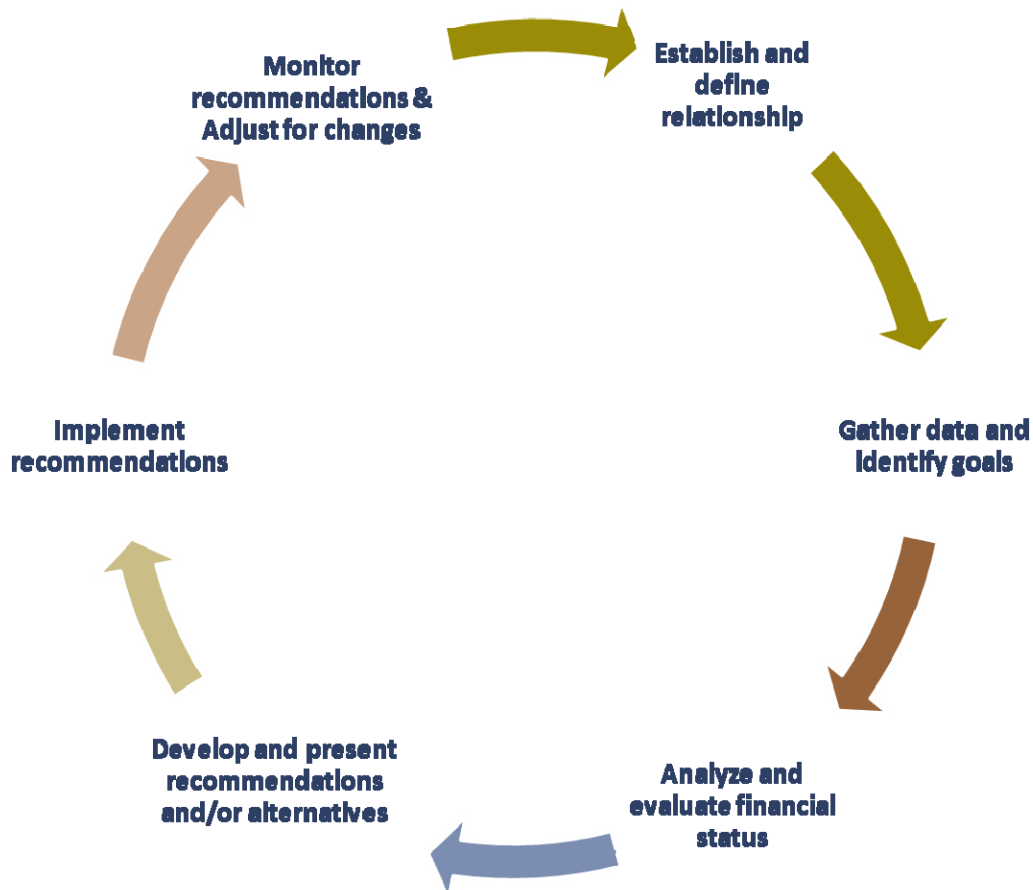 Establish and
define
relationship
Gather data and
identify goals
Analyze and
evaluate financial
status
Develop and present
recommendations
and/or alternatives
Implement
recommendations
Monitor
recommendations &
Adjust for changes